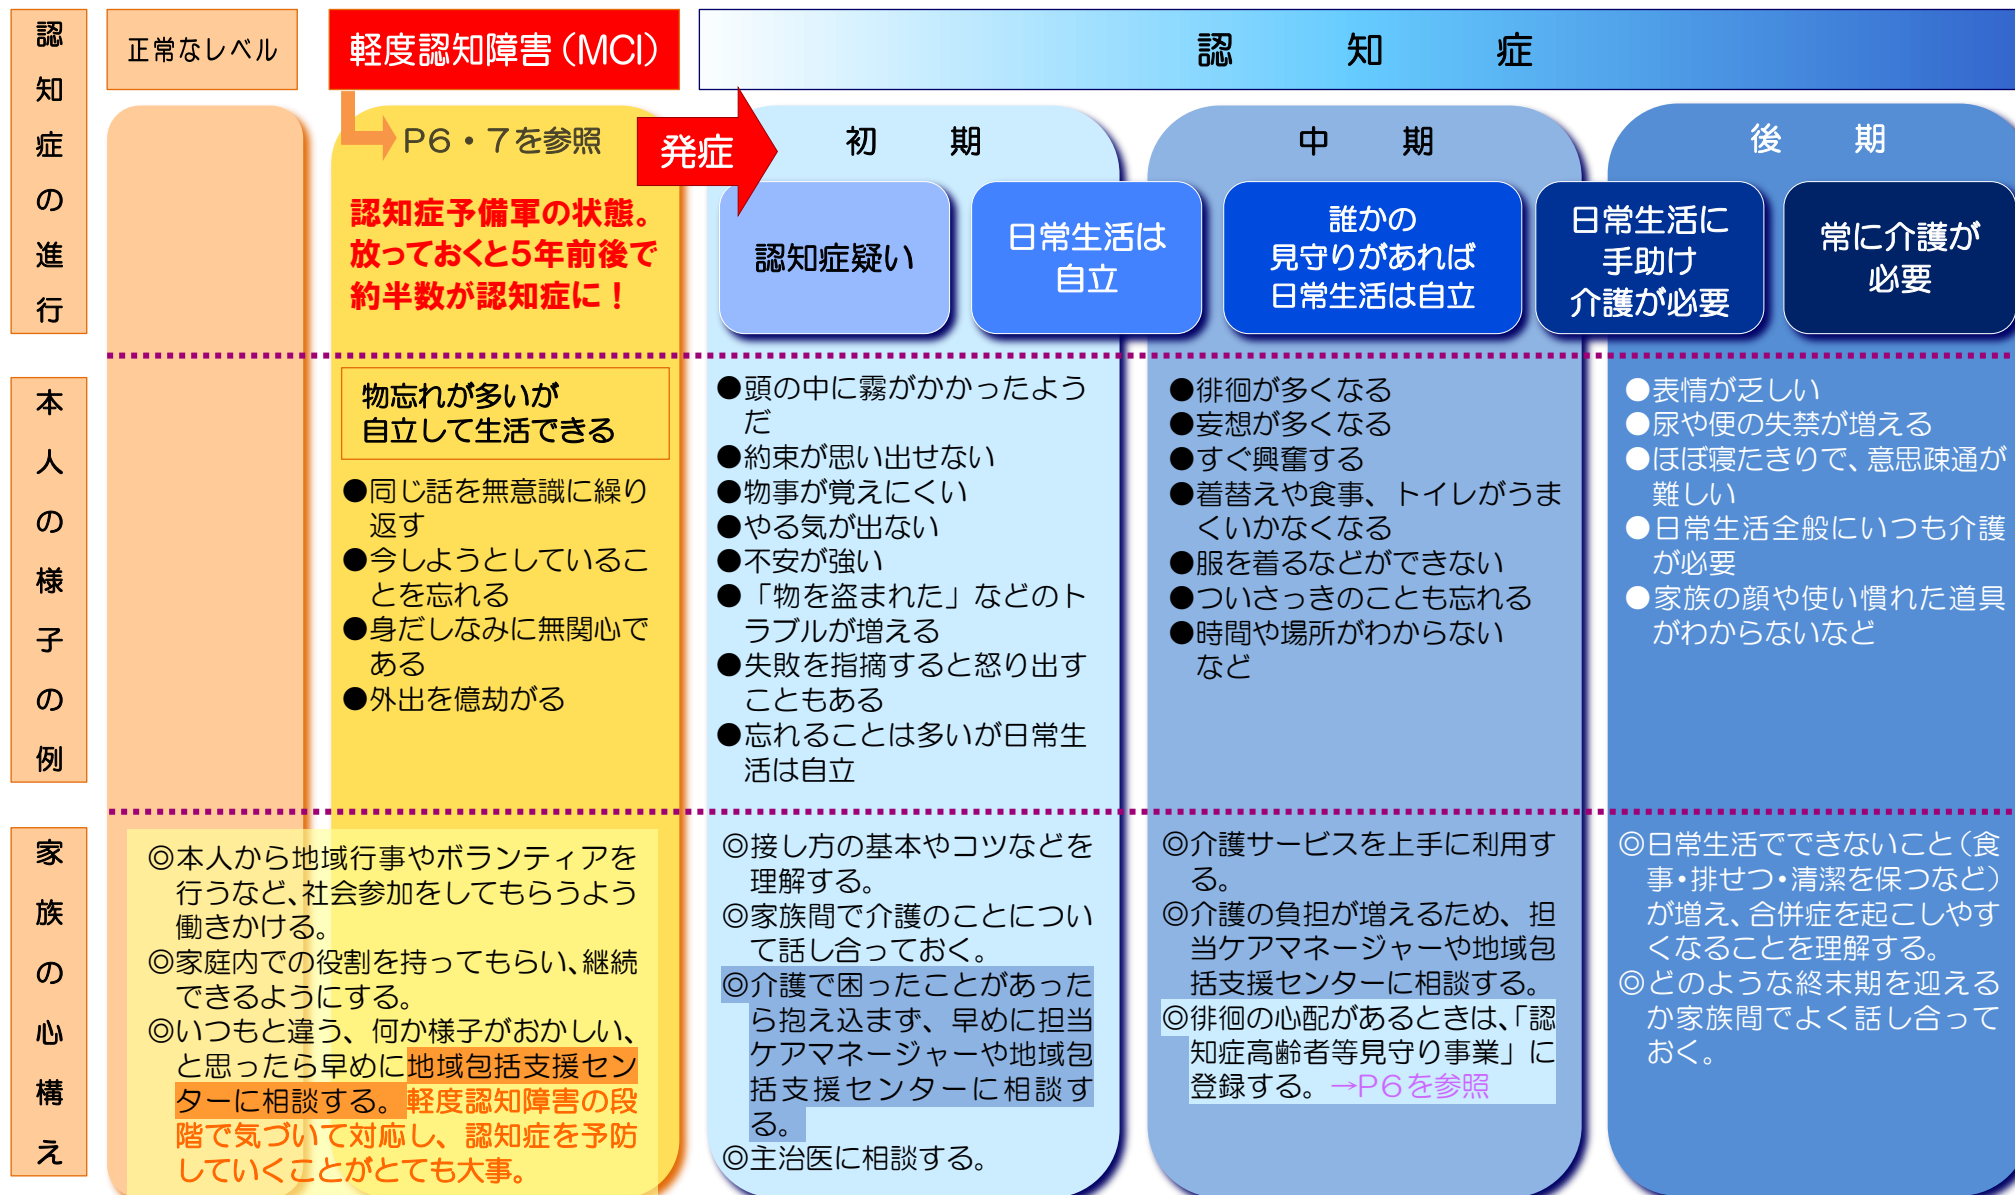 認知症の進行
正常なレベル
軽度認知障害(MCI)
認知症
P6・7を参照
発症
初期
中期
後期
認知症予備軍の状態。
放っておくと5年前後で
約半数が認知症に！
認知症疑い
日常生活は
自立
誰かの
見守りがあれば
日常生活は自立
日常生活に
手助け
介護が必要
常に介護が
必要
本人の様子の例
物忘れが多いが
自立して生活できる
●同じ話を無意識に繰り
返す
●今しようとしているこ
とを忘れる
●身だしなみに無関心で
ある
●外出を億劫がる
●頭の中に霧がかかったよう
だ
●約束が思い出せない
●物事が覚えにくい
●やる気が出ない
●不安が強い
●「物を盗まれた」などのト
ラブルが増える
●失敗を指摘すると怒り出す
こともある
●忘れることは多いが日常生
活は自立
●徘徊が多くなる
●妄想が多くなる
●すぐ興奮する
●着替えや食事、トイレがうま
くいかなくなる
●服を着るなどができない
●ついさっきのことも忘れる
●時間や場所がわからない
など
●表情が乏しい
●尿や便の失禁が増える
●ほぼ寝たきりで、意思疎通が
難しい
●日常生活全般にいつも介護
が必要
●家族の顔や使い慣れた道具
がわからないなど
家族の心構え
◎本人から地域行事やボランティアを
行うなど、社会参加をしてもらうよう
働きかける。
◎家庭内での役割を持ってもらい、継続
できるようにする。
◎いつもと違う、何か様子がおかしい、
と思ったら早めに地域包括支援セン
ターに相談する。軽度認知障害の段
階で気づいて対応し、認知症を予防
していくことがとても大事。
◎接し方の基本やコツなどを
理解する。
◎家族間で介護のことについ
て話し合っておく。
◎介護で困ったことがあった
ら抱え込まず、早めに担当
ケアマネージャーや地域包
括支援センターに相談す
る。
◎主治医に相談する。
◎介護サービスを上手に利用す
る。
◎介護の負担が増えるため、担
当ケアマネージャーや地域包
括支援センターに相談する。
◎徘徊の心配があるときは、「認
知症高齢者等見守り事業」に
登録する。→P6を参照
◎日常生活でできないこと(食
事・排せつ・清潔を保つなど)
が増え、合併症を起こしやす
くなることを理解する。
◎どのような終末期を迎える
か家族間でよく話し合って
おく。